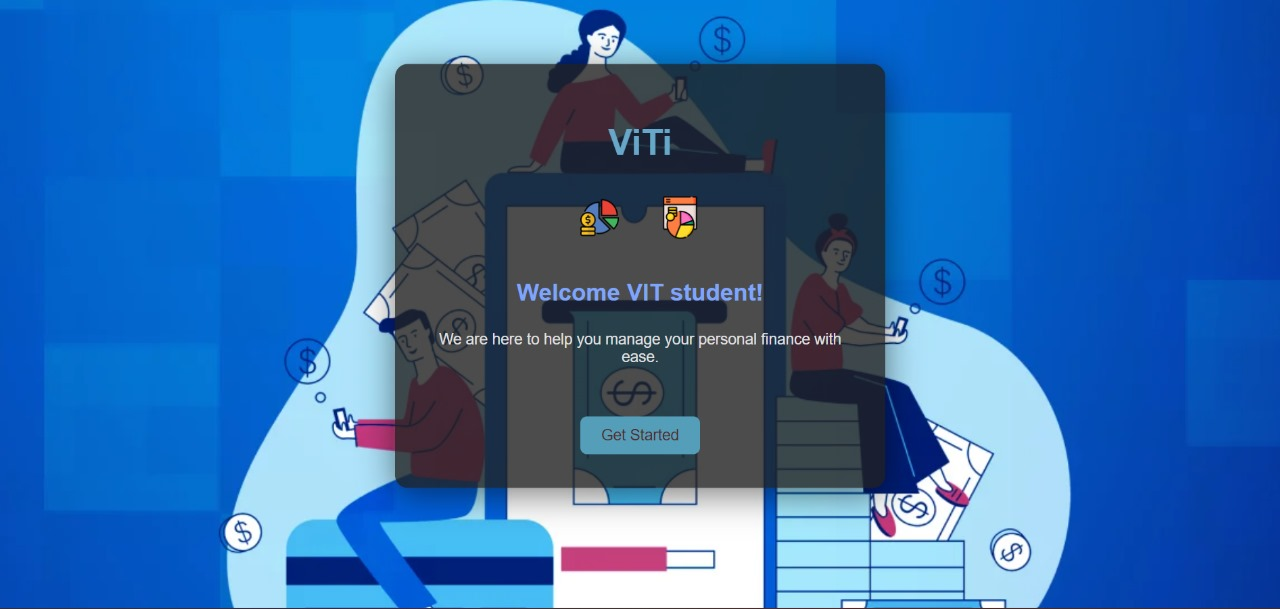 ViTi
Welcome VIT student!
We are here to help you manage your personal finance with
ease.
Get Started